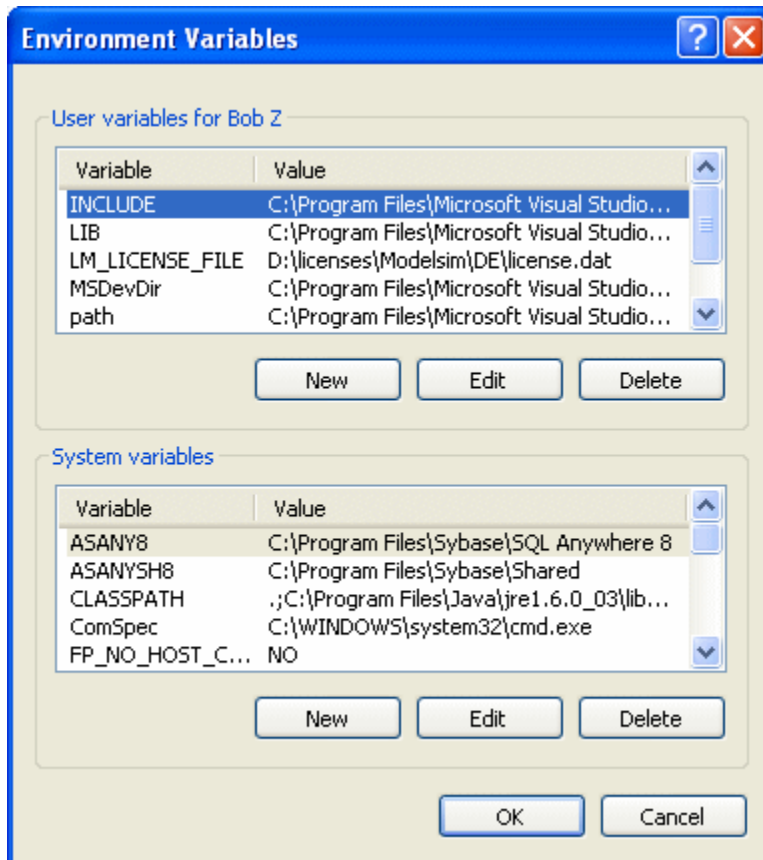 Environment Variables
User variables for Bob Z
Variable Value
INCLUDE C:\Program Files\Microsoft Visual Studio...
LIB C:\Program Files\Microsoft Visual Studio...
LM_LICENSE_FILE D:\licenses\Modelsim\DE\license.dat
MSDevDir C:\Program Files\Microsoft Visual Studio...
path C:\Program Files\Microsoft Visual Studio...
New Edit Delete
System variables
Variable Value
ASANY8 C:\Program Files\Sybase\SQL Anywhere 8
ASANYSH8 C:\Program Files\Sybase\Shared
CLASSPATH .;C:\Program Files\Java\jre1.6.0_03\lib...
ComSpec C:\WINDOWS\system32\cmd.exe
FP_NO_HOST_C... NO
New Edit Delete
OK Cancel